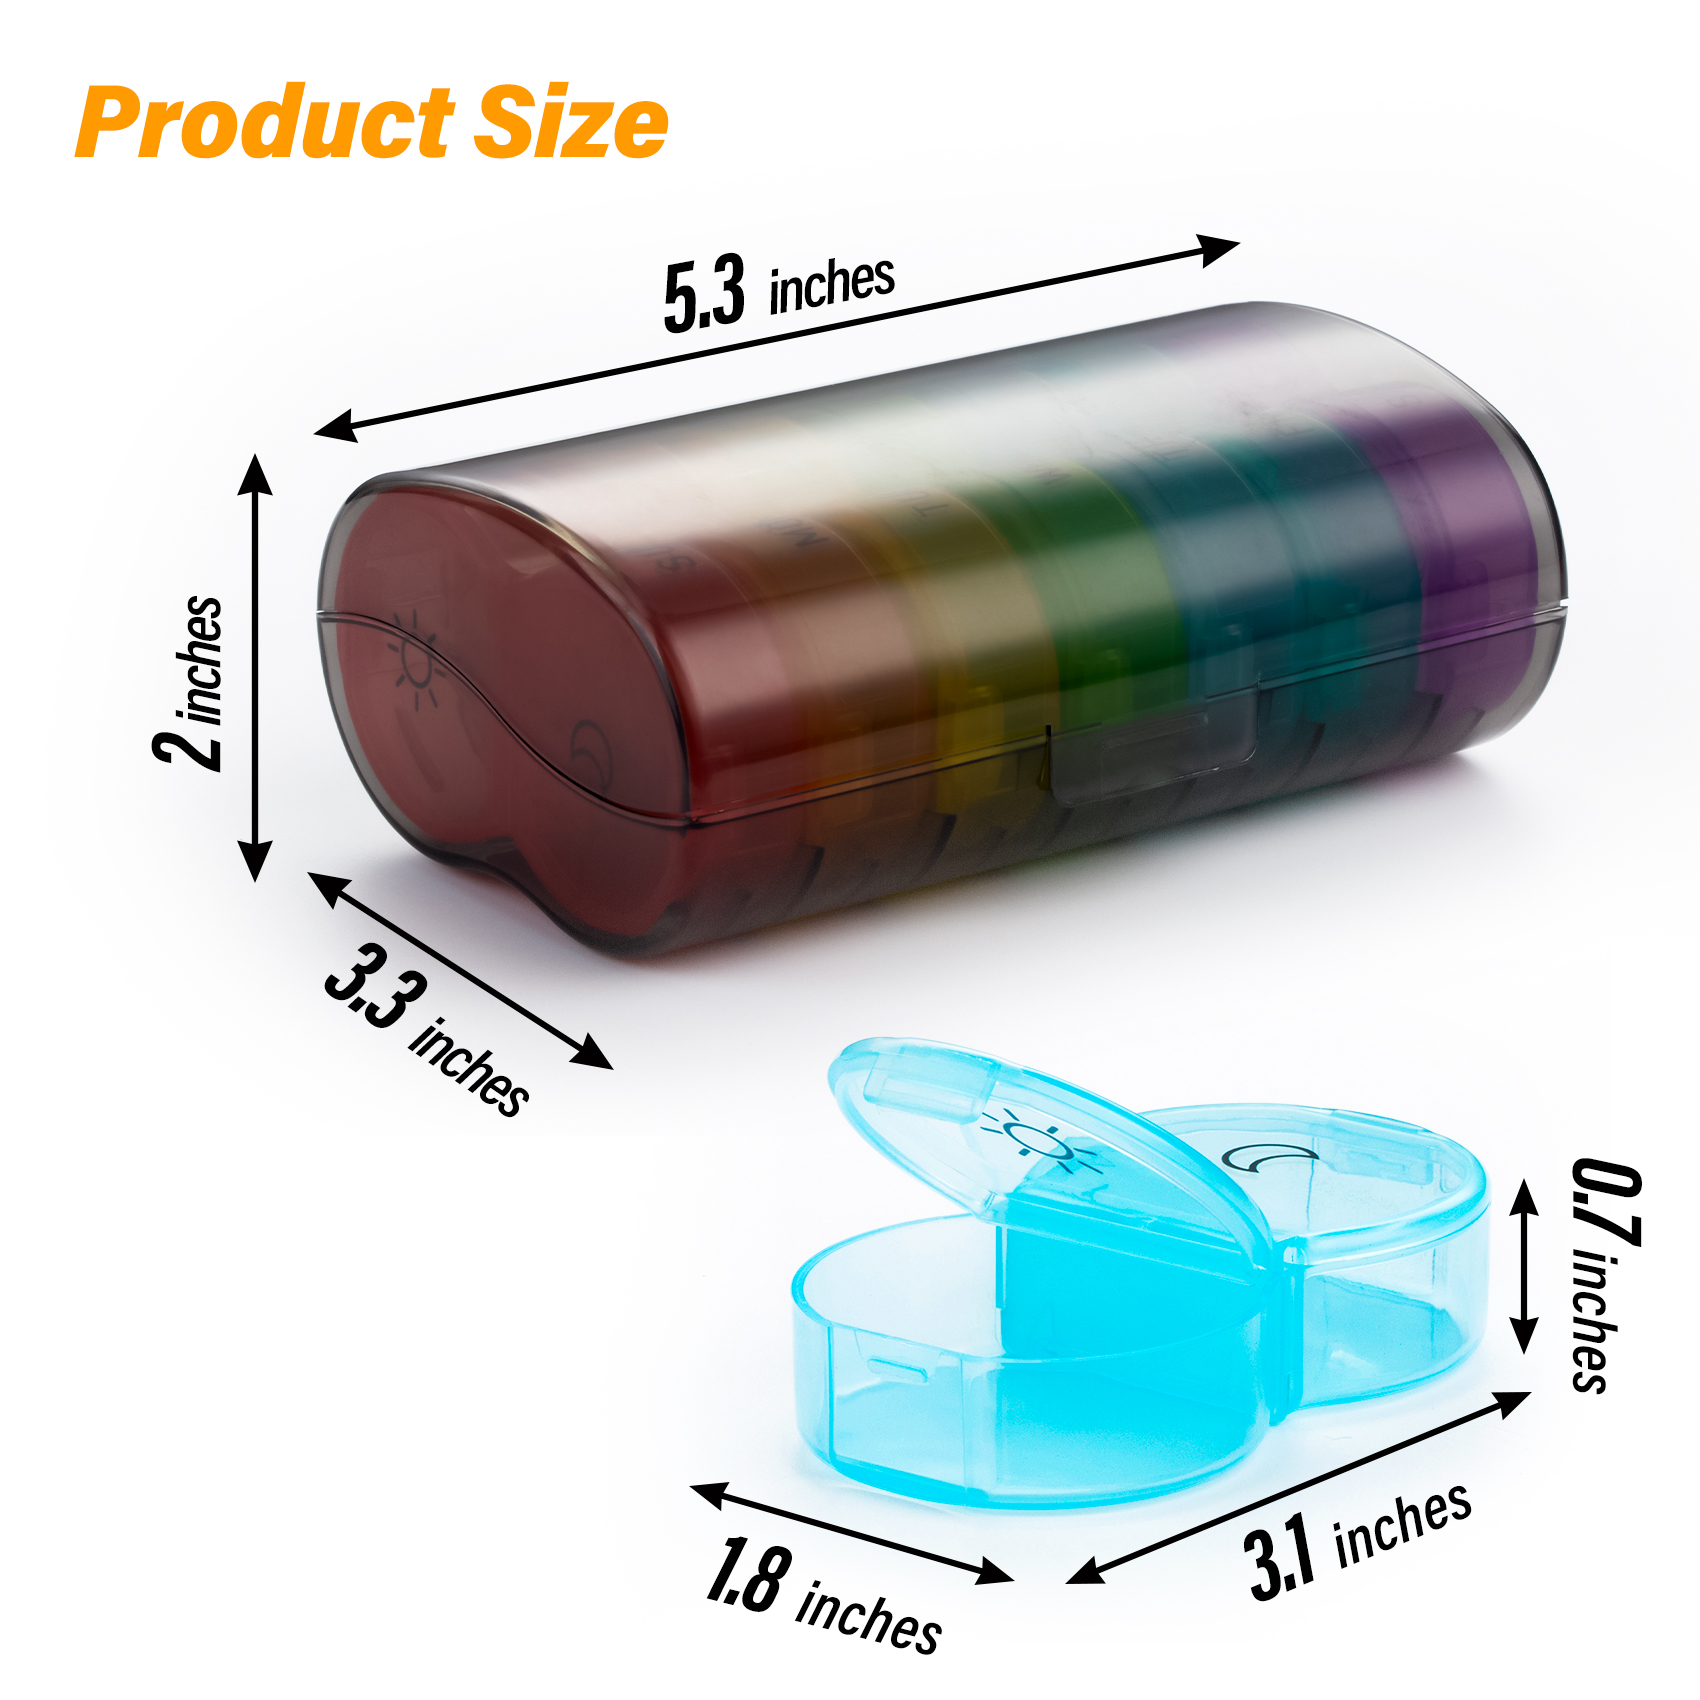 Product Size
5.3 inches
2 inches
3.3 inches
0.7 inches
1.8 inches
3.1 inches